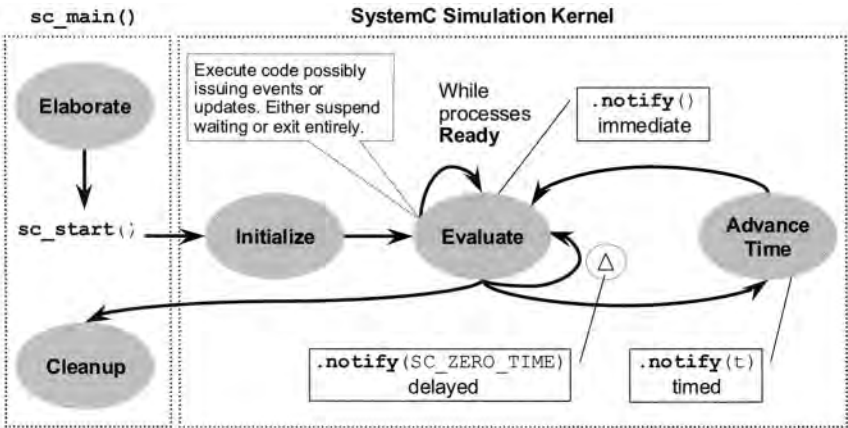 sc_main()
SystemC Simulation Kernel
Elaborate
Execute code possibly
issuing events or
updates. Either suspend
waiting or exit entirely.
While
processes
Ready
.notify()
immediate
sc_start()
Initialize
Evaluate
Δ
Advance
Time
Cleanup
.notify(SC_ZERO_TIME)
delayed
.notify(t)
timed